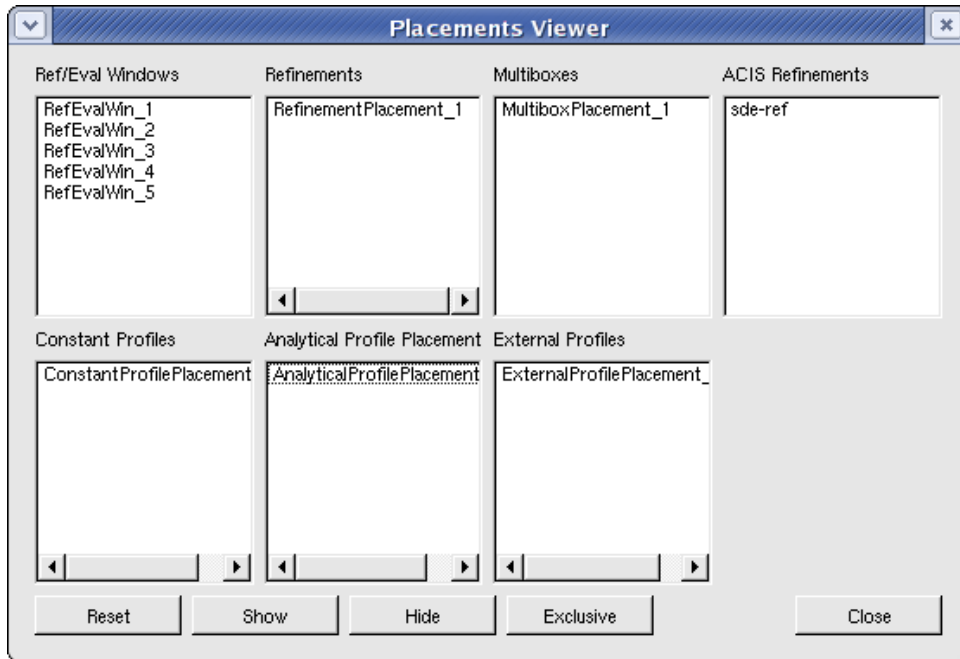 Placements Viewer
Ref/Eval Windows
Refinements
Multiboxes
ACIS Refinements
RefEvalWin_1
RefEvalWin_2
RefEvalWin_3
RefEvalWin_4
RefEvalWin_5
RefinementPlacement_1
MultiboxPlacement_1
sde-ref
Constant Profiles
Analytical Profile Placement
External Profiles
ConstantProfilePlacement
AnalyticalProfilePlacement
ExternalProfilePlacement_
Reset
Show
Hide
Exclusive
Close